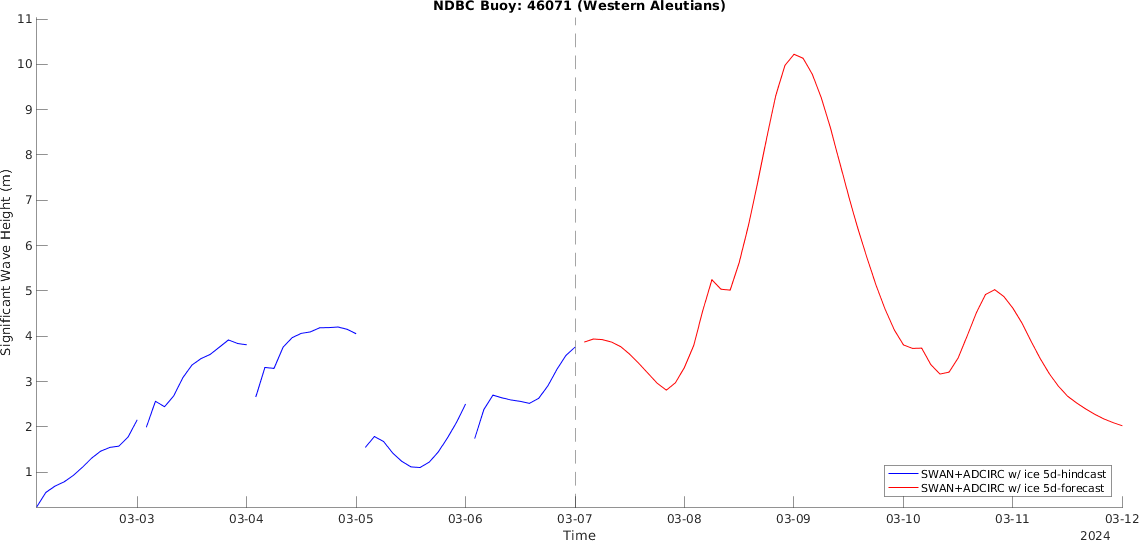 NDBC Buoy: 46071 (Western Aleutians)
Significant Wave Height (m)
11
10
9
8
7
6
5
4
3
2
1
SWAN+ADCIRC w/ ice 5d-hindcast
SWAN+ADCIRC w/ ice 5d-forecast
03-03 03-04 03-05 03-06 03-07 03-08 03-09 03-10 03-11 03-12
Time
2024